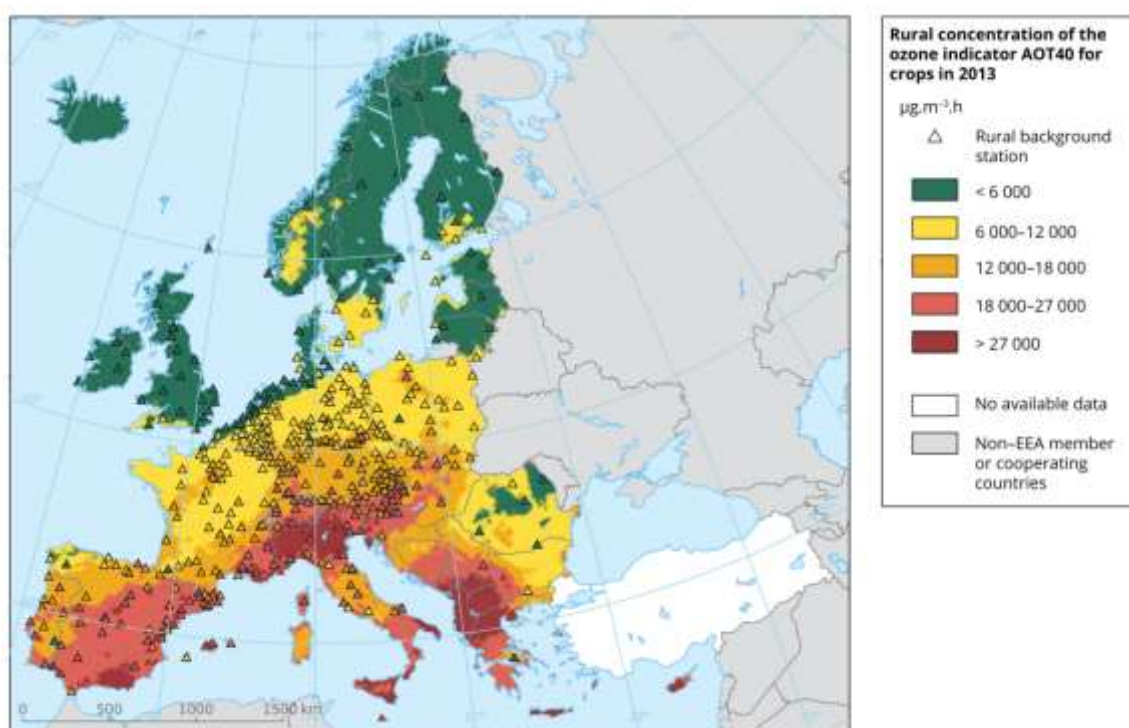 Rural concentration of the
ozone indicator AOT40 for
crops in 2013
µg.m⁻³.h
Rural background
station
< 6 000
6 000–12 000
12 000–18 000
18 000–27 000
> 27 000
No available data
Non–EEA member
or cooperating
countries
0 500 1000 1500 km